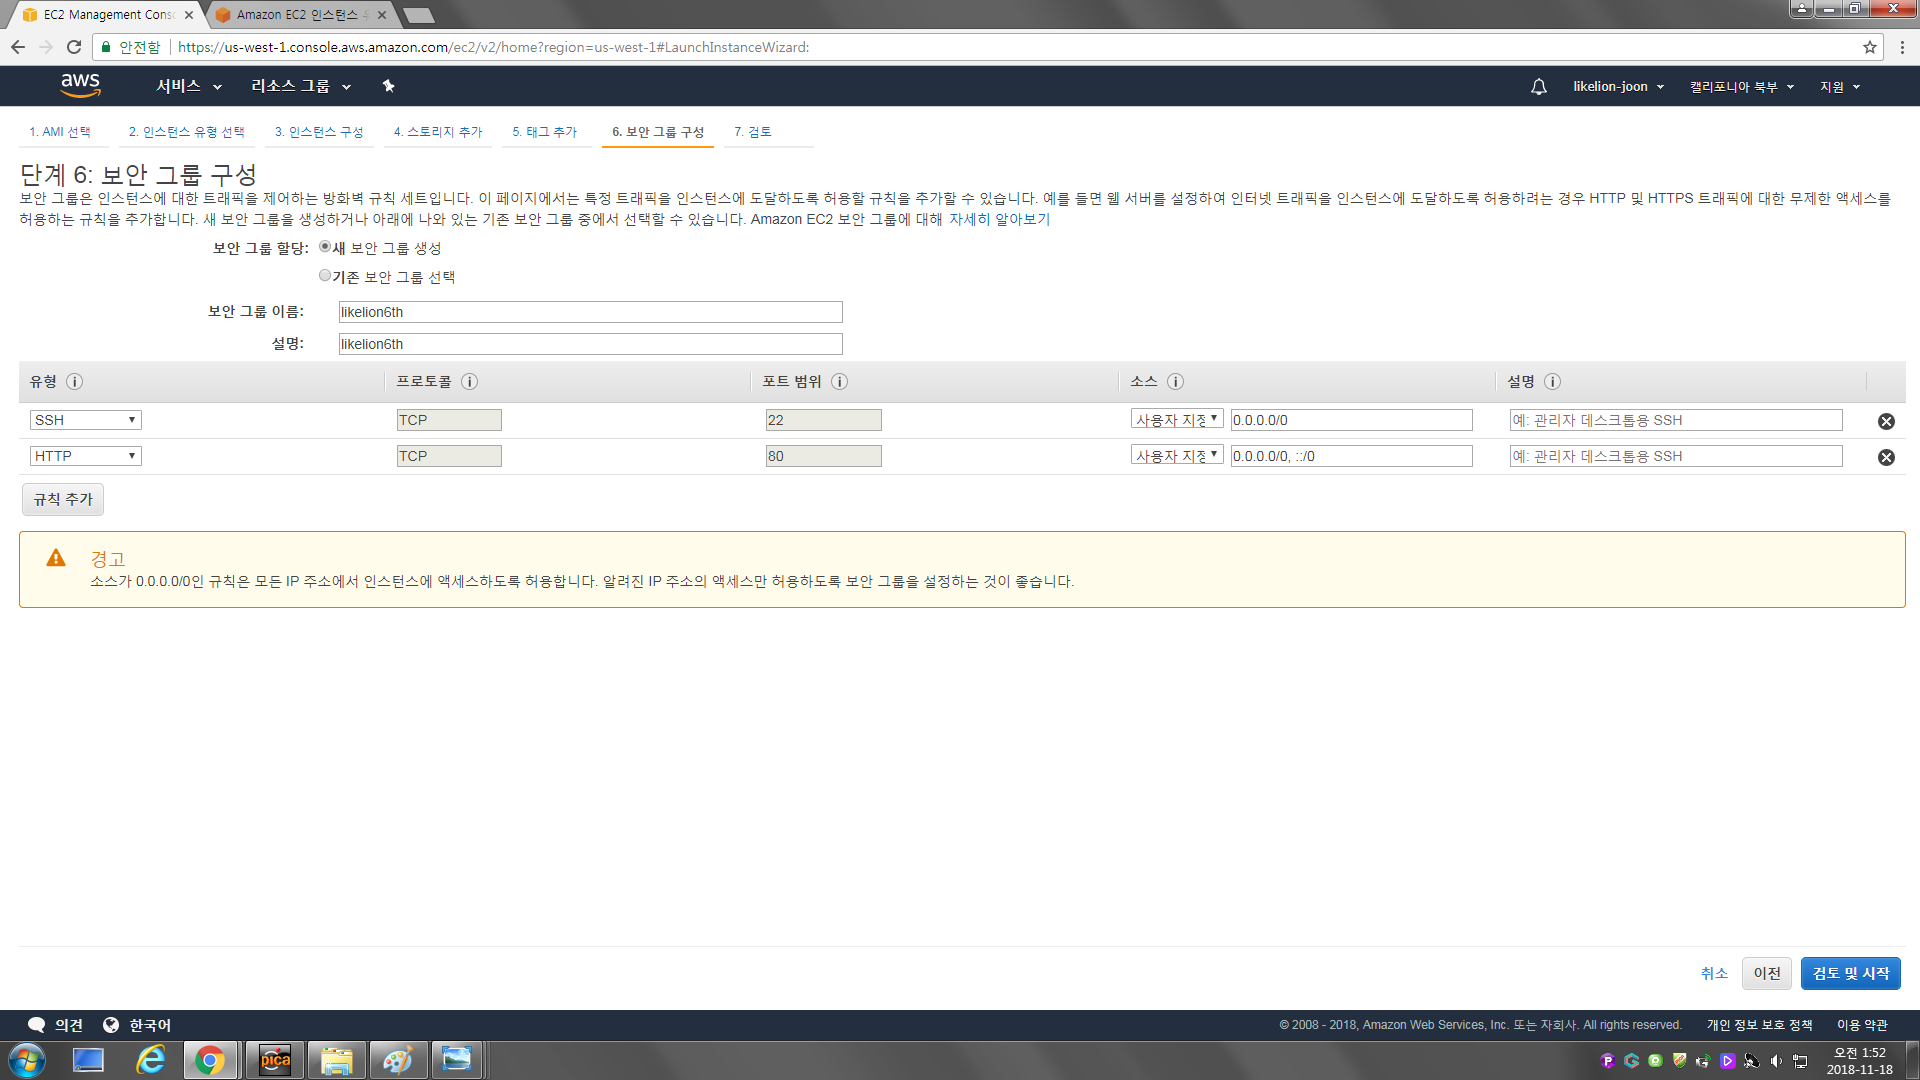 EC2 Management Cons
Amazon EC2 인스턴스
안전함
https://us-west-1.console.aws.amazon.com/ec2/v2/home?region=us-west-1#LaunchInstanceWizard:
aws
서비스
리소스 그룹
likelion-joon
캘리포니아 북부
지원
1. AMI 선택
2. 인스턴스 유형 선택
3. 인스턴스 구성
4. 스토리지 추가
5. 태그 추가
6. 보안 그룹 구성
7. 검토
단계 6: 보안 그룹 구성
보안 그룹은 인스턴스에 대한 트래픽을 제어하는 방화벽 규칙 세트입니다. 이 페이지에서는 특정 트래픽을 인스턴스에 도달하도록 허용할 규칙을 추가할 수 있습니다. 예를 들면 웹 서버를 설정하여 인터넷 트래픽을 인스턴스에 도달하도록 허용하려는 경우 HTTP 및 HTTPS 트래픽에 대한 무제한 액세스를
허용하는 규칙을 추가합니다. 새 보안 그룹을 생성하거나 아래에 나와 있는 기존 보안 그룹 중에서 선택할 수 있습니다. Amazon EC2 보안 그룹에 대해 자세히 알아보기
보안 그룹 할당: 새 보안 그룹 생성
기존 보안 그룹 선택
보안 그룹 이름: likelion6th
설명: likelion6th
유형 프로토콜 포트 범위 소스 설명
SSH TCP 22 사용자 지정 0.0.0.0/0 예: 관리자 데스크톱용 SSH
HTTP TCP 80 사용자 지정 0.0.0.0/0, ::/0 예: 관리자 데스크톱용 SSH
규칙 추가
경고
소스가 0.0.0.0/0인 규칙은 모든 IP 주소에서 인스턴스에 액세스하도록 허용합니다. 알려진 IP 주소의 액세스만 허용하도록 보안 그룹을 설정하는 것이 좋습니다.
취소
이전
검토 및 시작
의견
한국어
© 2008 - 2018, Amazon Web Services, Inc. 또는 자회사. All rights reserved.
개인 정보 보호 정책
이용 약관
pica
오전 1:52
2018-11-18